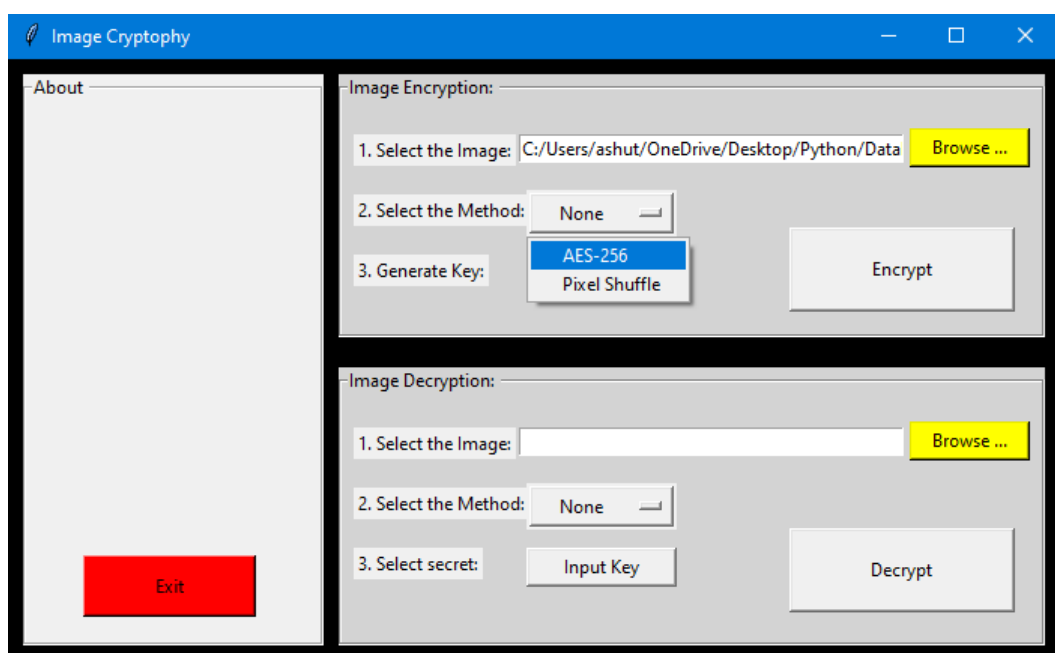 Image Cryptophy
About
Exit
Image Encryption:
1. Select the Image: C:/Users/ashut/OneDrive/Desktop/Python/Data Browse ...
2. Select the Method: None
AES-256
Pixel Shuffle
3. Generate Key:
Encrypt
Image Decryption:
1. Select the Image: Browse ...
2. Select the Method: None
3. Select secret: Input Key
Decrypt